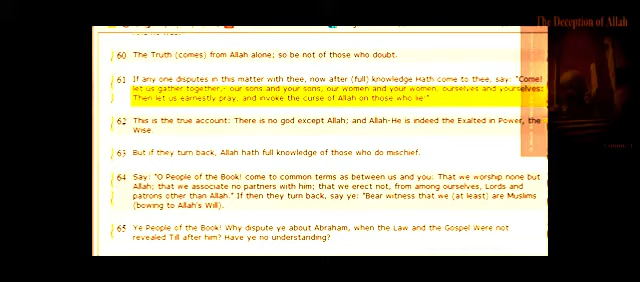 The Deception of Allah
60 The Truth (comes) from Allah alone; so be not of those who doubt.
61 If any one disputes in this matter with thee, now after (full) knowledge Hath come to thee, say: "Come!
let us gather together,- our sons and your sons, our women and your women, ourselves and yourselves:
Then let us earnestly pray, and invoke the curse of Allah on those who lie!"
62 This is the true account: There is no god except Allah; and Allah-He is indeed the Exalted in Power, the
Wise.
63 But if they turn back, Allah hath full knowledge of those who do mischief.
64 Say: "O People of the Book! come to common terms as between us and you: That we worship none but
Allah; that we associate no partners with him; that we erect not, from among ourselves, Lords and
patrons other than Allah." If then they turn back, say ye: "Bear witness that we (at least) are Muslims
(bowing to Allah's Will).
65 Ye People of the Book! Why dispute ye about Abraham, when the Law and the Gospel Were not
revealed Till after him? Have ye no understanding?